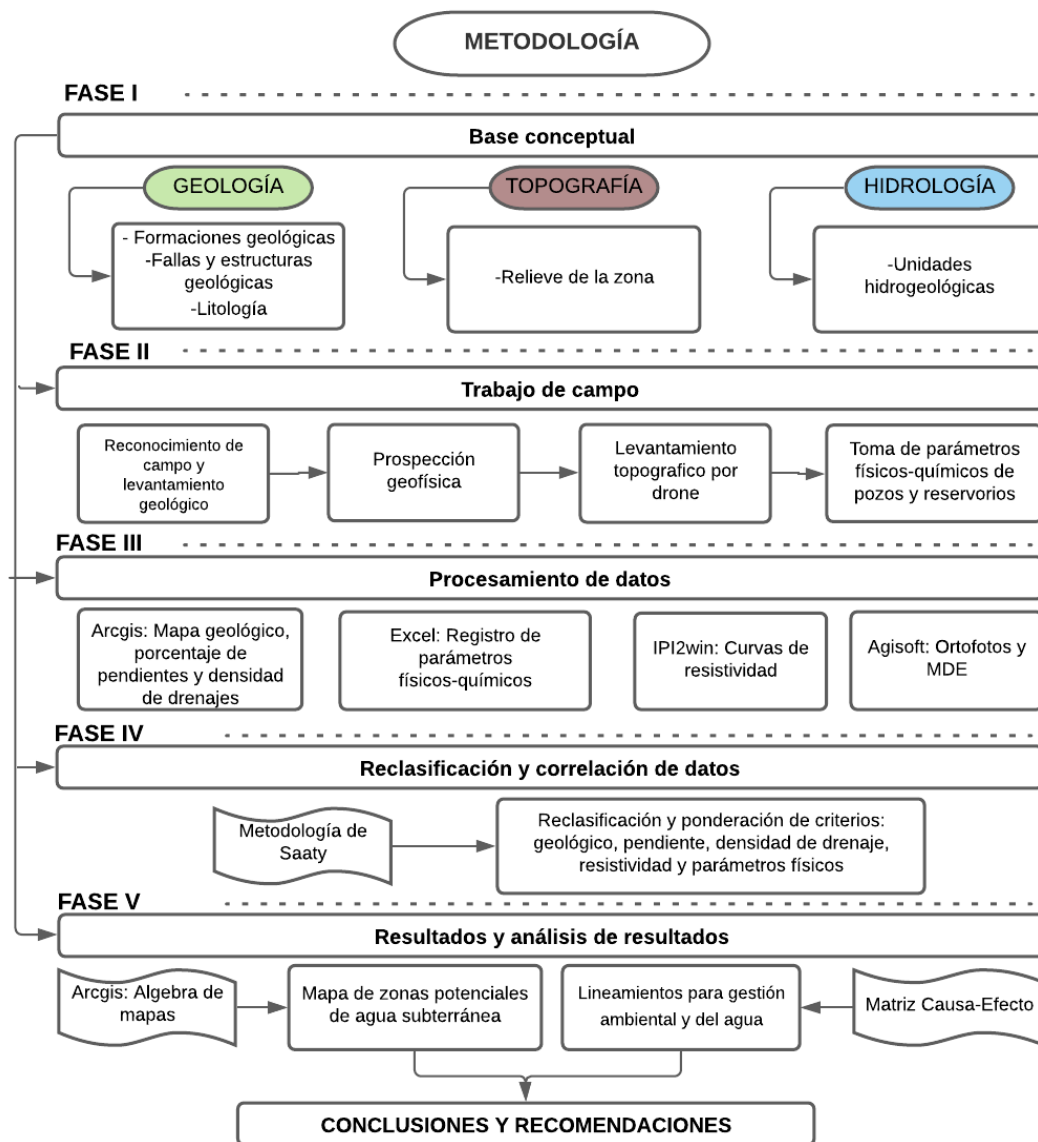 METODOLOGÍA
FASE I
Base conceptual
GEOLOGÍA
- Formaciones geológicas
-Fallas y estructuras
geológicas
-Litología
TOPOGRAFÍA
-Relieve de la zona
HIDROLOGÍA
-Unidades
hidrogeológicas
FASE II
Trabajo de campo
Reconocimiento de
campo y
levantamiento
geológico
Prospección
geofísica
Levantamiento
topografico por
drone
Toma de parámetros
físicos-químicos de
pozos y reservorios
FASE III
Procesamiento de datos
Arcgis: Mapa geológico,
porcentaje de
pendientes y densidad
de drenajes
Excel: Registro de
parámetros
físicos-químicos
IPI2win: Curvas de
resistividad
Agisoft: Ortofotos y
MDE
FASE IV
Reclasificación y correlación de datos
Metodología de
Saaty
Reclasificación y ponderación de criterios:
geológico, pendiente, densidad de drenaje,
resistividad y parámetros físicos
FASE V
Resultados y análisis de resultados
Arcgis: Algebra de
mapas
Mapa de zonas potenciales
de agua subterránea
Lineamientos para gestión
ambiental y del agua
Matriz Causa-Efecto
CONCLUSIONES Y RECOMENDACIONES